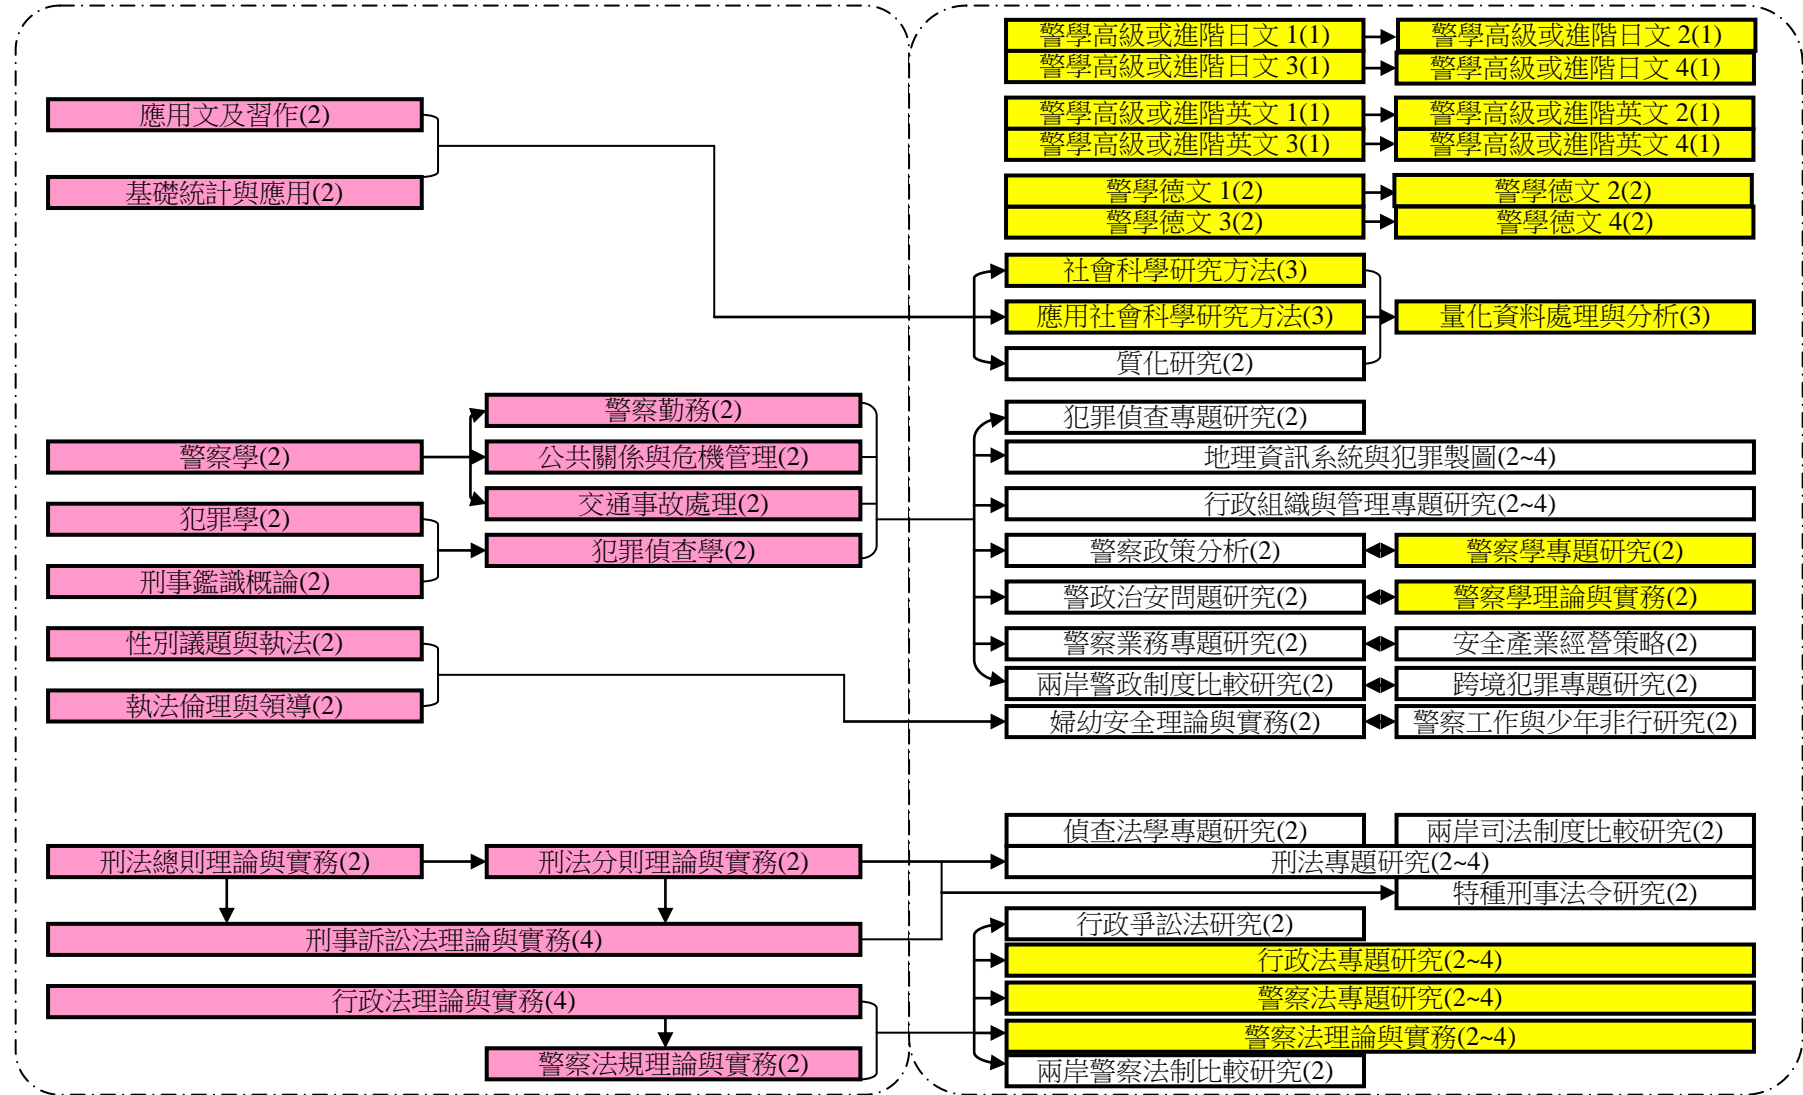 警學高級或進階日文 1(1)
警學高級或進階日文 2(1)
警學高級或進階日文 3(1)
警學高級或進階日文 4(1)
應用文及習作(2)
警學高級或進階英文 1(1)
警學高級或進階英文 2(1)
警學高級或進階英文 3(1)
警學高級或進階英文 4(1)
基礎統計與應用(2)
警學德文 1(2)
警學德文 2(2)
警學德文 3(2)
警學德文 4(2)
社會科學研究方法(3)
應用社會科學研究方法(3)
量化資料處理與分析(3)
質化研究(2)
警察勤務(2)
犯罪偵查專題研究(2)
警察學(2)
公共關係與危機管理(2)
地理資訊系統與犯罪製圖(2~4)
交通事故處理(2)
行政組織與管理專題研究(2~4)
犯罪學(2)
犯罪偵查學(2)
警察政策分析(2)
警察學專題研究(2)
刑事鑑識概論(2)
警政治安問題研究(2)
警察學理論與實務(2)
性別議題與執法(2)
警察業務專題研究(2)
安全產業經營策略(2)
執法倫理與領導(2)
兩岸警政制度比較研究(2)
跨境犯罪專題研究(2)
婦幼安全理論與實務(2)
警察工作與少年非行研究(2)
偵查法學專題研究(2)
兩岸司法制度比較研究(2)
刑法總則理論與實務(2)
刑法分則理論與實務(2)
刑法專題研究(2~4)
特種刑事法令研究(2)
行政爭訟法研究(2)
刑事訴訟法理論與實務(4)
行政法專題研究(2~4)
行政法理論與實務(4)
警察法專題研究(2~4)
警察法理論與實務(2~4)
警察法規理論與實務(2)
兩岸警察法制比較研究(2)